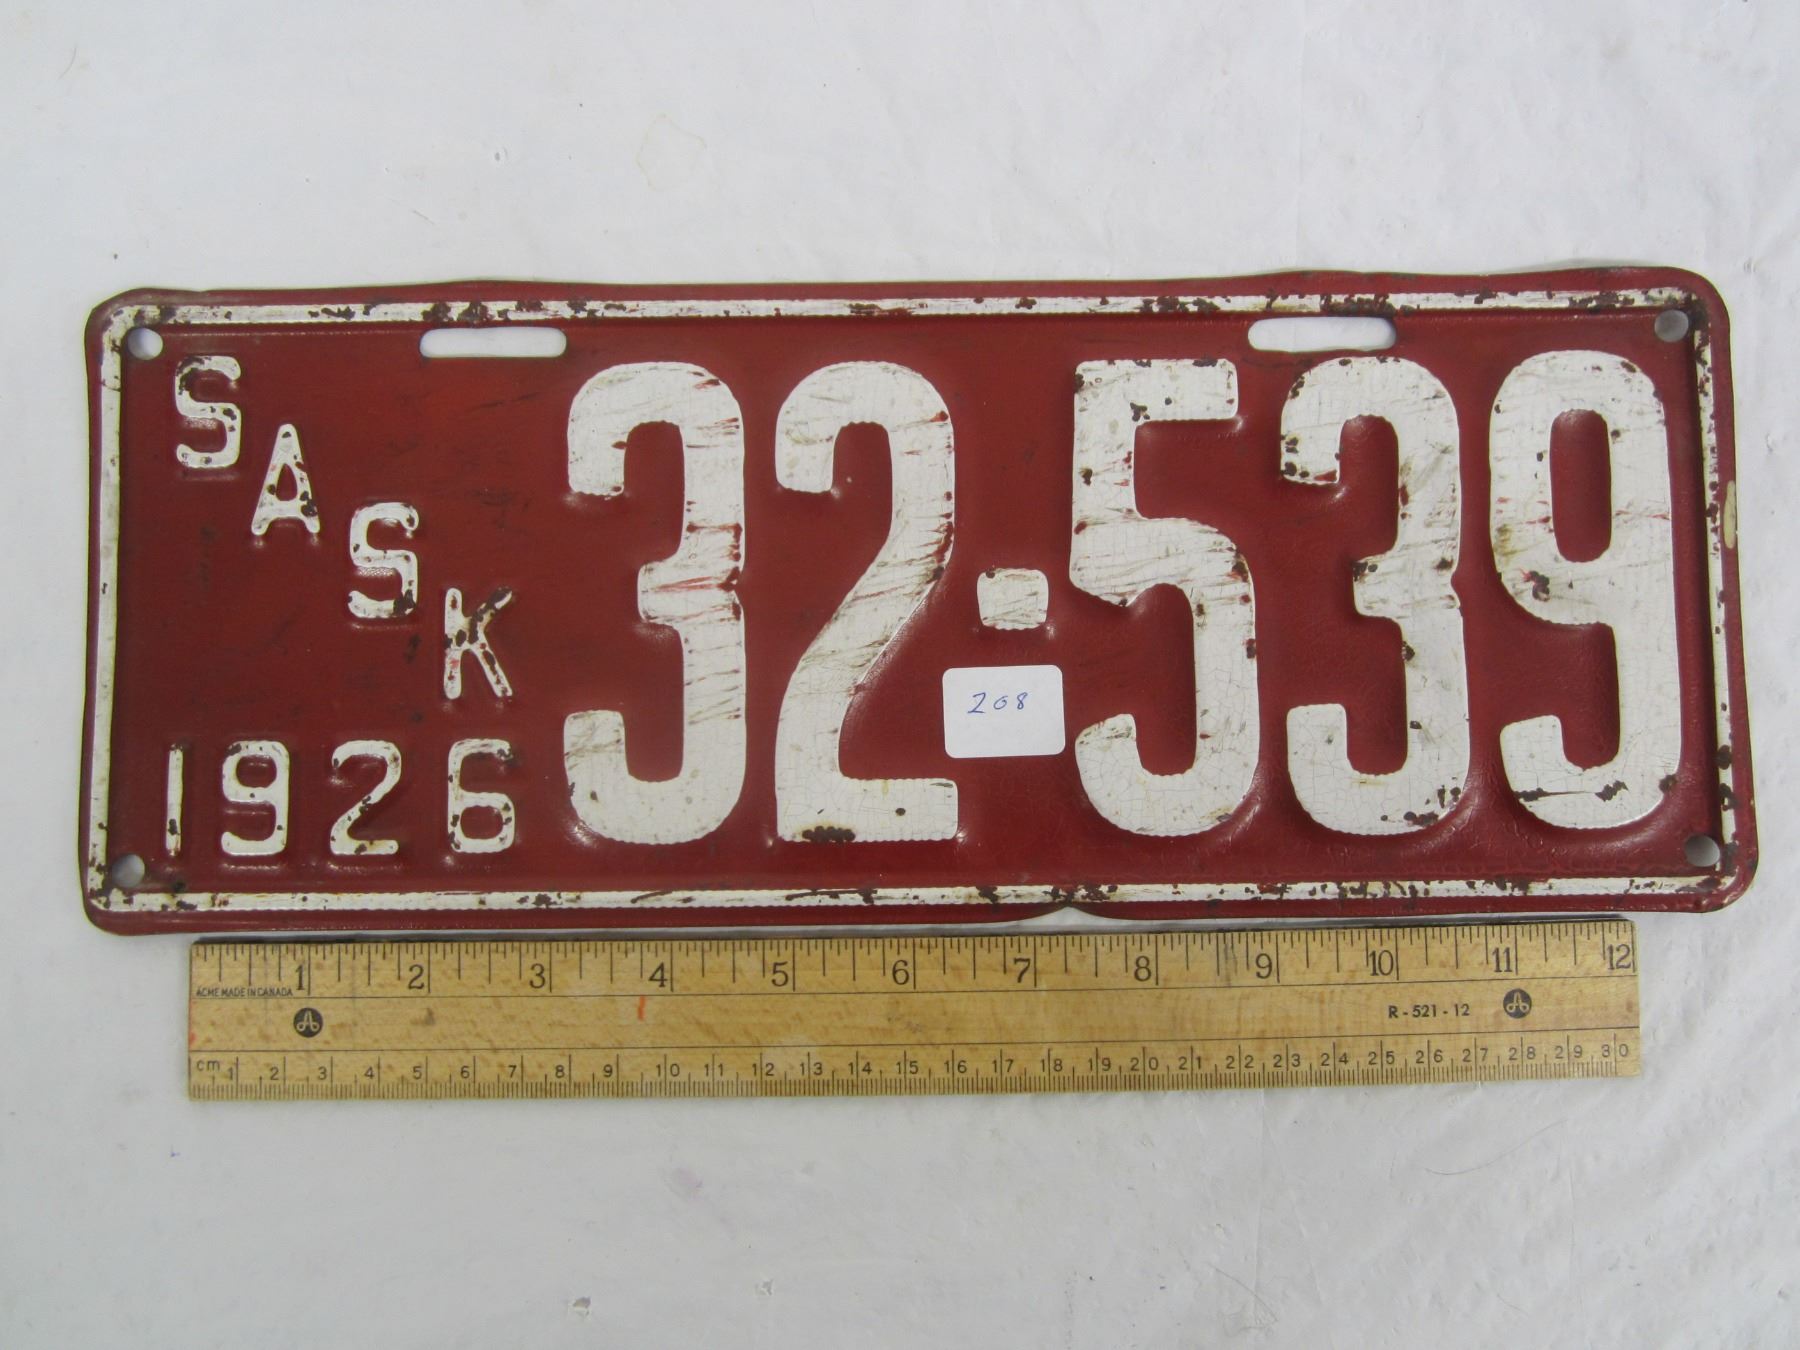 SASK
1926
32-539
208
1 2 3 4 5 6 7 8 9 10 11 12
ACME MADE IN CANADA
R-521-12
cm 1 2 3 4 5 6 7 8 9 10 11 12 13 14 15 16 17 18 19 20 21 22 23 24 25 26 27 28 29 30